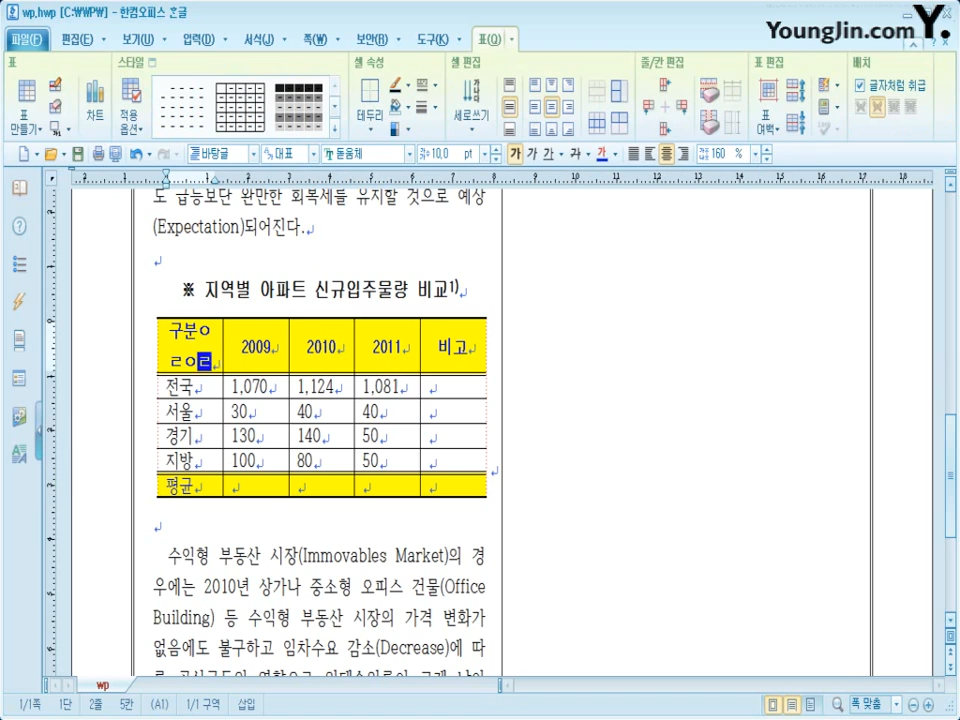 wp.hwp [C:\WPW] - 한컴오피스 흔글
YoungJin.com Y.
파일(F) 편집(E) 보기(U) 입력(D) 서식(J) 쪽(W) 보안(R) 도구(K) 표(Q)
표 스타일 셀 속성 셀 편집 줄/칸 편집 표 편집 배치
표 만들기 차트 적용 옵션 테두리 세로쓰기 표 여백 글자처럼 취급
바탕글 대표 돋움체 10,0 pt 가 가 가 가 가 160 %
도 급등보단 완만한 회복세를 유지할 것으로 예상
(Expectation)되어진다.
※ 지역별 아파트 신규입주물량 비교1)
구분ㅇㄹㅇㄹ 2009 2010 2011 비고
전국 1,070 1,124 1,081
서울 30 40 40
경기 130 140 50
지방 100 80 50
평균
수익형 부동산 시장(Immovables Market)의 경
우에는 2010년 상가나 중소형 오피스 건물(Office
Building) 등 수익형 부동산 시장의 가격 변화가
없음에도 불구하고 임차수요 감소(Decrease)에 따
wp
1/1쪽 1단 2줄 5칸 (A1) 1/1 구역 삽입 폭 맞춤